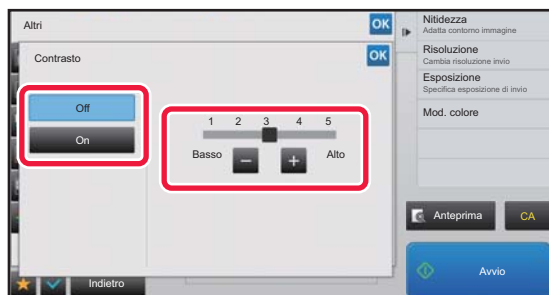 Altri
OK
Contrasto
OK
Off
On
1 2 3 4 5
Basso
Alto
Indietro
Nitidezza
Adatta contorno immagine
Risoluzione
Cambia risoluzione invio
Esposizione
Specifica esposizione di invio
Mod. colore
Anteprima
CA
Avvio